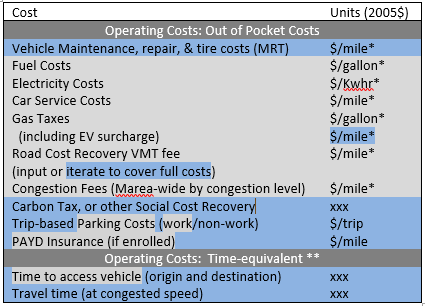 Cost Units (2005$)
Operating Costs: Out of Pocket Costs
Vehicle Maintenance, repair, & tire costs (MRT) $/mile*
Fuel Costs $/gallon*
Electricity Costs $/Kwhr*
Car Service Costs $/mile*
Gas Taxes $/gallon*
(including EV surcharge) $/mile*
Road Cost Recovery VMT fee $/mile*
(input or iterate to cover full costs)
Congestion Fees (Marea-wide by congestion level) $/mile*
Carbon Tax, or other Social Cost Recovery xxx
Trip-based Parking Costs (work/non-work) $/trip
PAYD Insurance (if enrolled) $/mile
Operating Costs: Time-equivalent **
Time to access vehicle (origin and destination) xxx
Travel time (at congested speed) xxx